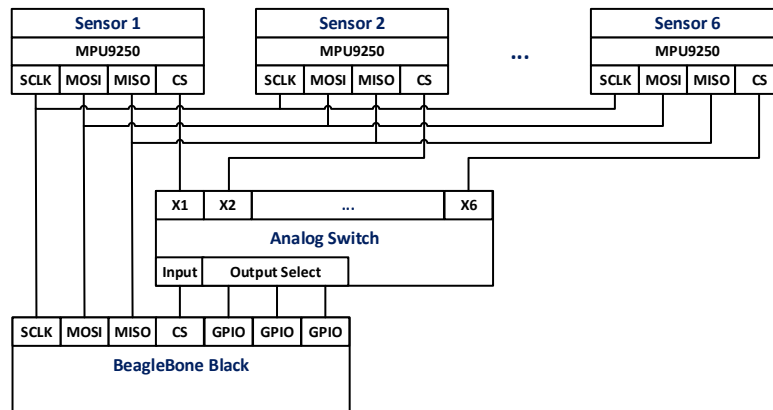 Sensor 1 Sensor 2 Sensor 6
MPU9250 MPU9250 ... MPU9250
SCLK MOSI MISO CS SCLK MOSI MISO CS SCLK MOSI MISO CS
X1 X2 ... X6
Analog Switch
Input Output Select
SCLK MOSI MISO CS GPIO GPIO GPIO
BeagleBone Black